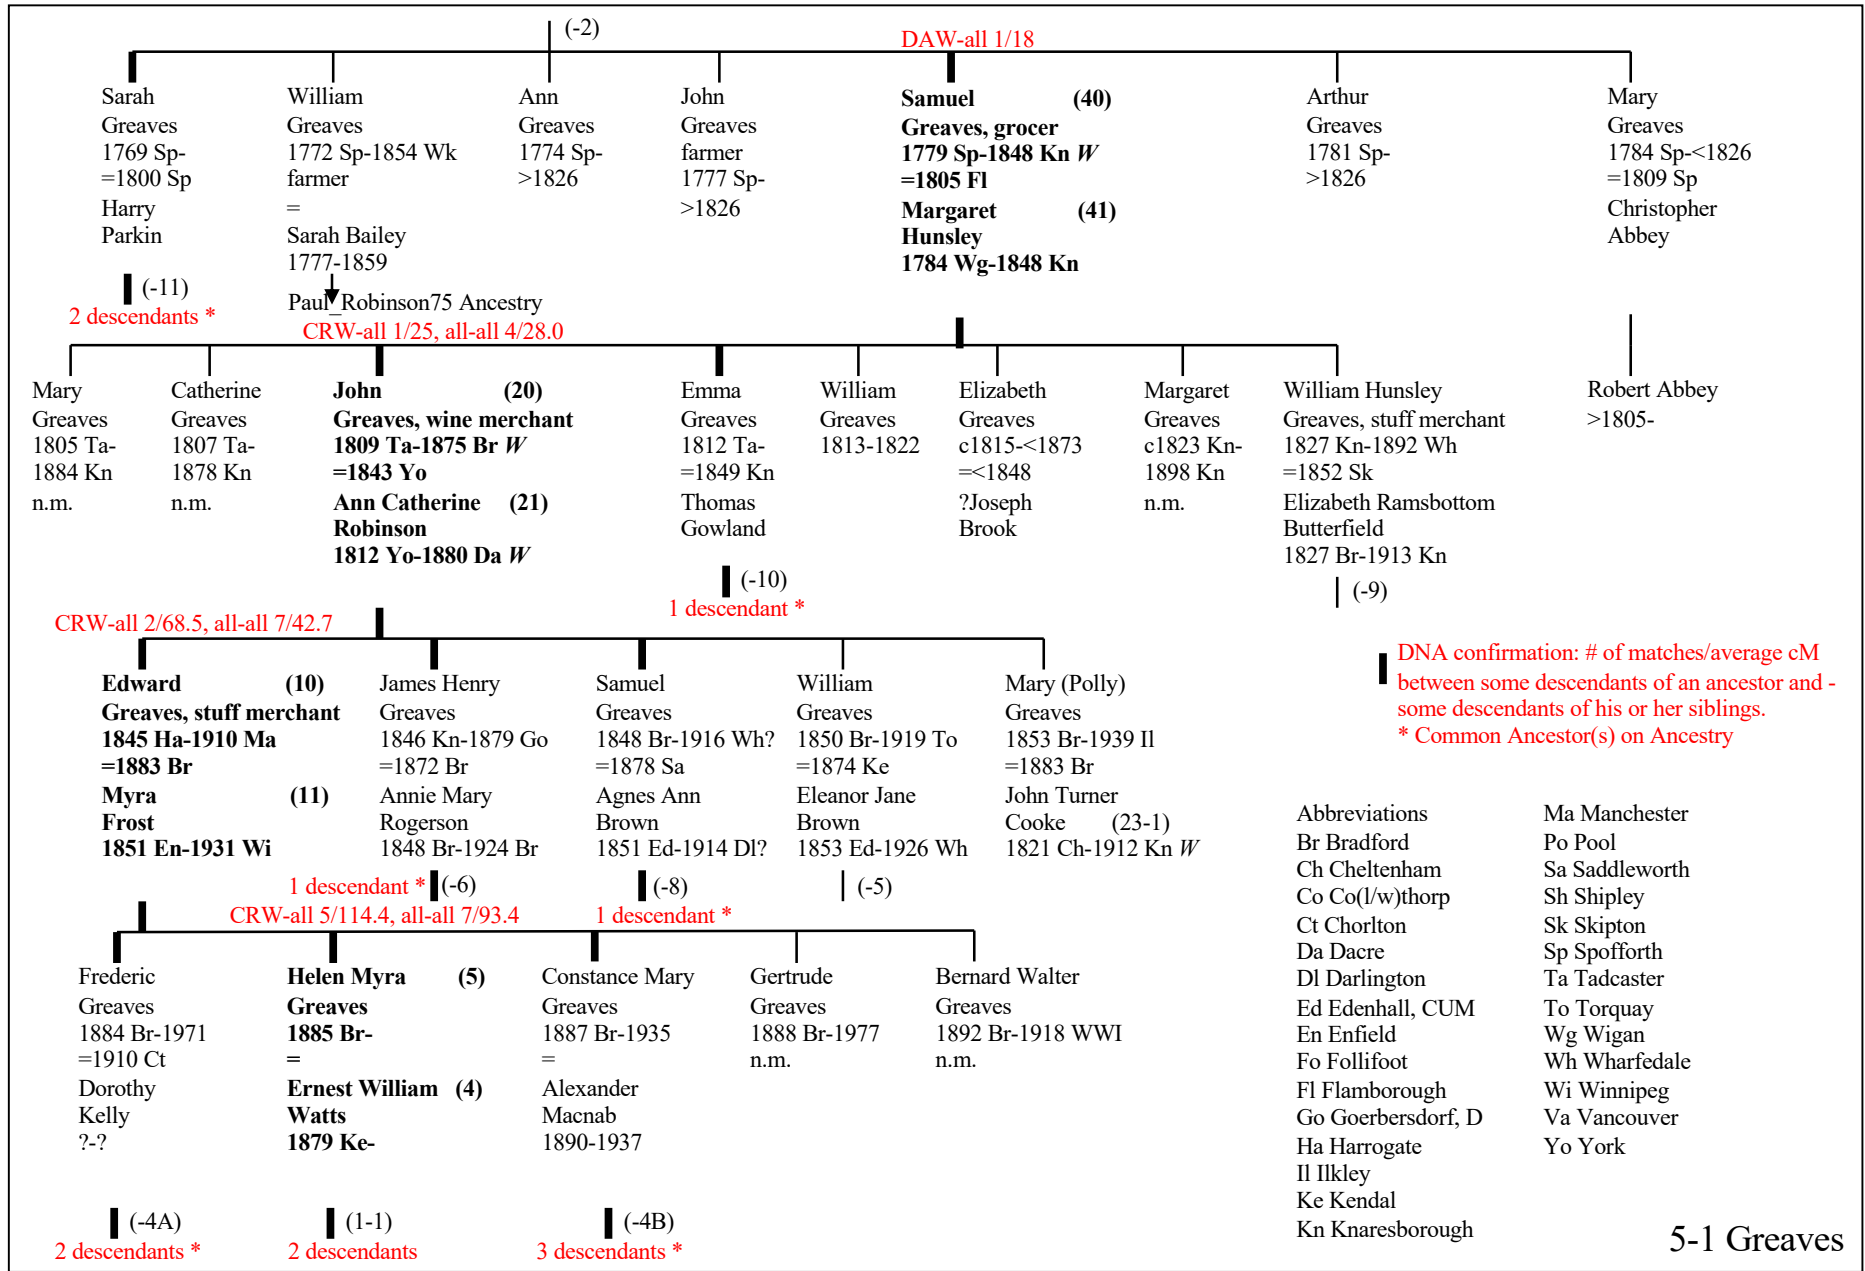 (-2)
DAW-all 1/18
Sarah
Greaves
1769 Sp-
=1800 Sp
Harry
Parkin
(-11)
2 descendants *
William
Greaves
1772 Sp-1854 Wk
farmer
=
Sarah Bailey
1777-1859
Paul_Robinson75 Ancestry
Ann
Greaves
1774 Sp-
>1826
John
Greaves
farmer
1777 Sp-
>1826
Samuel (40)
Greaves, grocer
1779 Sp-1848 Kn W
=1805 Fl
Margaret (41)
Hunsley
1784 Wg-1848 Kn
Arthur
Greaves
1781 Sp-
>1826
Mary
Greaves
1784 Sp-<1826
=1809 Sp
Christopher
Abbey
CRW-all 1/25, all-all 4/28.0
Mary
Greaves
1805 Ta-
1884 Kn
n.m.
Catherine
Greaves
1807 Ta-
1878 Kn
n.m.
John (20)
Greaves, wine merchant
1809 Ta-1875 Br W
=1843 Yo
Ann Catherine (21)
Robinson
1812 Yo-1880 Da W
Emma
Greaves
1812 Ta-
=1849 Kn
Thomas
Gowland
(-10)
1 descendant *
William
Greaves
1813-1822
Elizabeth
Greaves
c1815-<1873
=<1848
?Joseph
Brook
Margaret
Greaves
c1823 Kn-
1898 Kn
n.m.
William Hunsley
Greaves, stuff merchant
1827 Kn-1892 Wh
=1852 Sk
Elizabeth Ramsbottom
Butterfield
1827 Br-1913 Kn
(-9)
Robert Abbey
>1805-
CRW-all 2/68.5, all-all 7/42.7
Edward (10)
Greaves, stuff merchant
1845 Ha-1910 Ma
=1883 Br
Myra (11)
Frost
1851 En-1931 Wi
James Henry
Greaves
1846 Kn-1879 Go
=1872 Br
Annie Mary
Rogerson
1848 Br-1924 Br
1 descendant * (-6)
Samuel
Greaves
1848 Br-1916 Wh?
=1878 Sa
Agnes Ann
Brown
1851 Ed-1914 Dl?
(-8)
1 descendant *
William
Greaves
1850 Br-1919 To
=1874 Ke
Eleanor Jane
Brown
1853 Ed-1926 Wh
(-5)
Mary (Polly)
Greaves
1853 Br-1939 Il
=1883 Br
John Turner
Cooke (23-1)
1821 Ch-1912 Kn W
DNA confirmation: # of matches/average cM
between some descendants of an ancestor and -
some descendants of his or her siblings.
* Common Ancestor(s) on Ancestry
CRW-all 5/114.4, all-all 7/93.4
Frederic
Greaves
1884 Br-1971
=1910 Ct
Dorothy
Kelly
?-?
(-4A)
2 descendants *
Helen Myra (5)
Greaves
1885 Br-
=
Ernest William (4)
Watts
1879 Ke-
(1-1)
2 descendants
Constance Mary
Greaves
1887 Br-1935
=
Alexander
Macnab
1890-1937
(-4B)
3 descendants *
Gertrude
Greaves
1888 Br-1977
n.m.
Bernard Walter
Greaves
1892 Br-1918 WWI
n.m.
Abbreviations
Br Bradford
Ch Cheltenham
Co Co(l/w)thorp
Ct Chorlton
Da Dacre
Dl Darlington
Ed Edenhall, CUM
En Enfield
Fo Follifoot
Fl Flamborough
Go Goerbersdorf, D
Ha Harrogate
Il Ilkley
Ke Kendal
Kn Knaresborough
Ma Manchester
Po Pool
Sa Saddleworth
Sh Shipley
Sk Skipton
Sp Spofforth
Ta Tadcaster
To Torquay
Wg Wigan
Wh Wharfedale
Wi Winnipeg
Va Vancouver
Yo York
5-1 Greaves